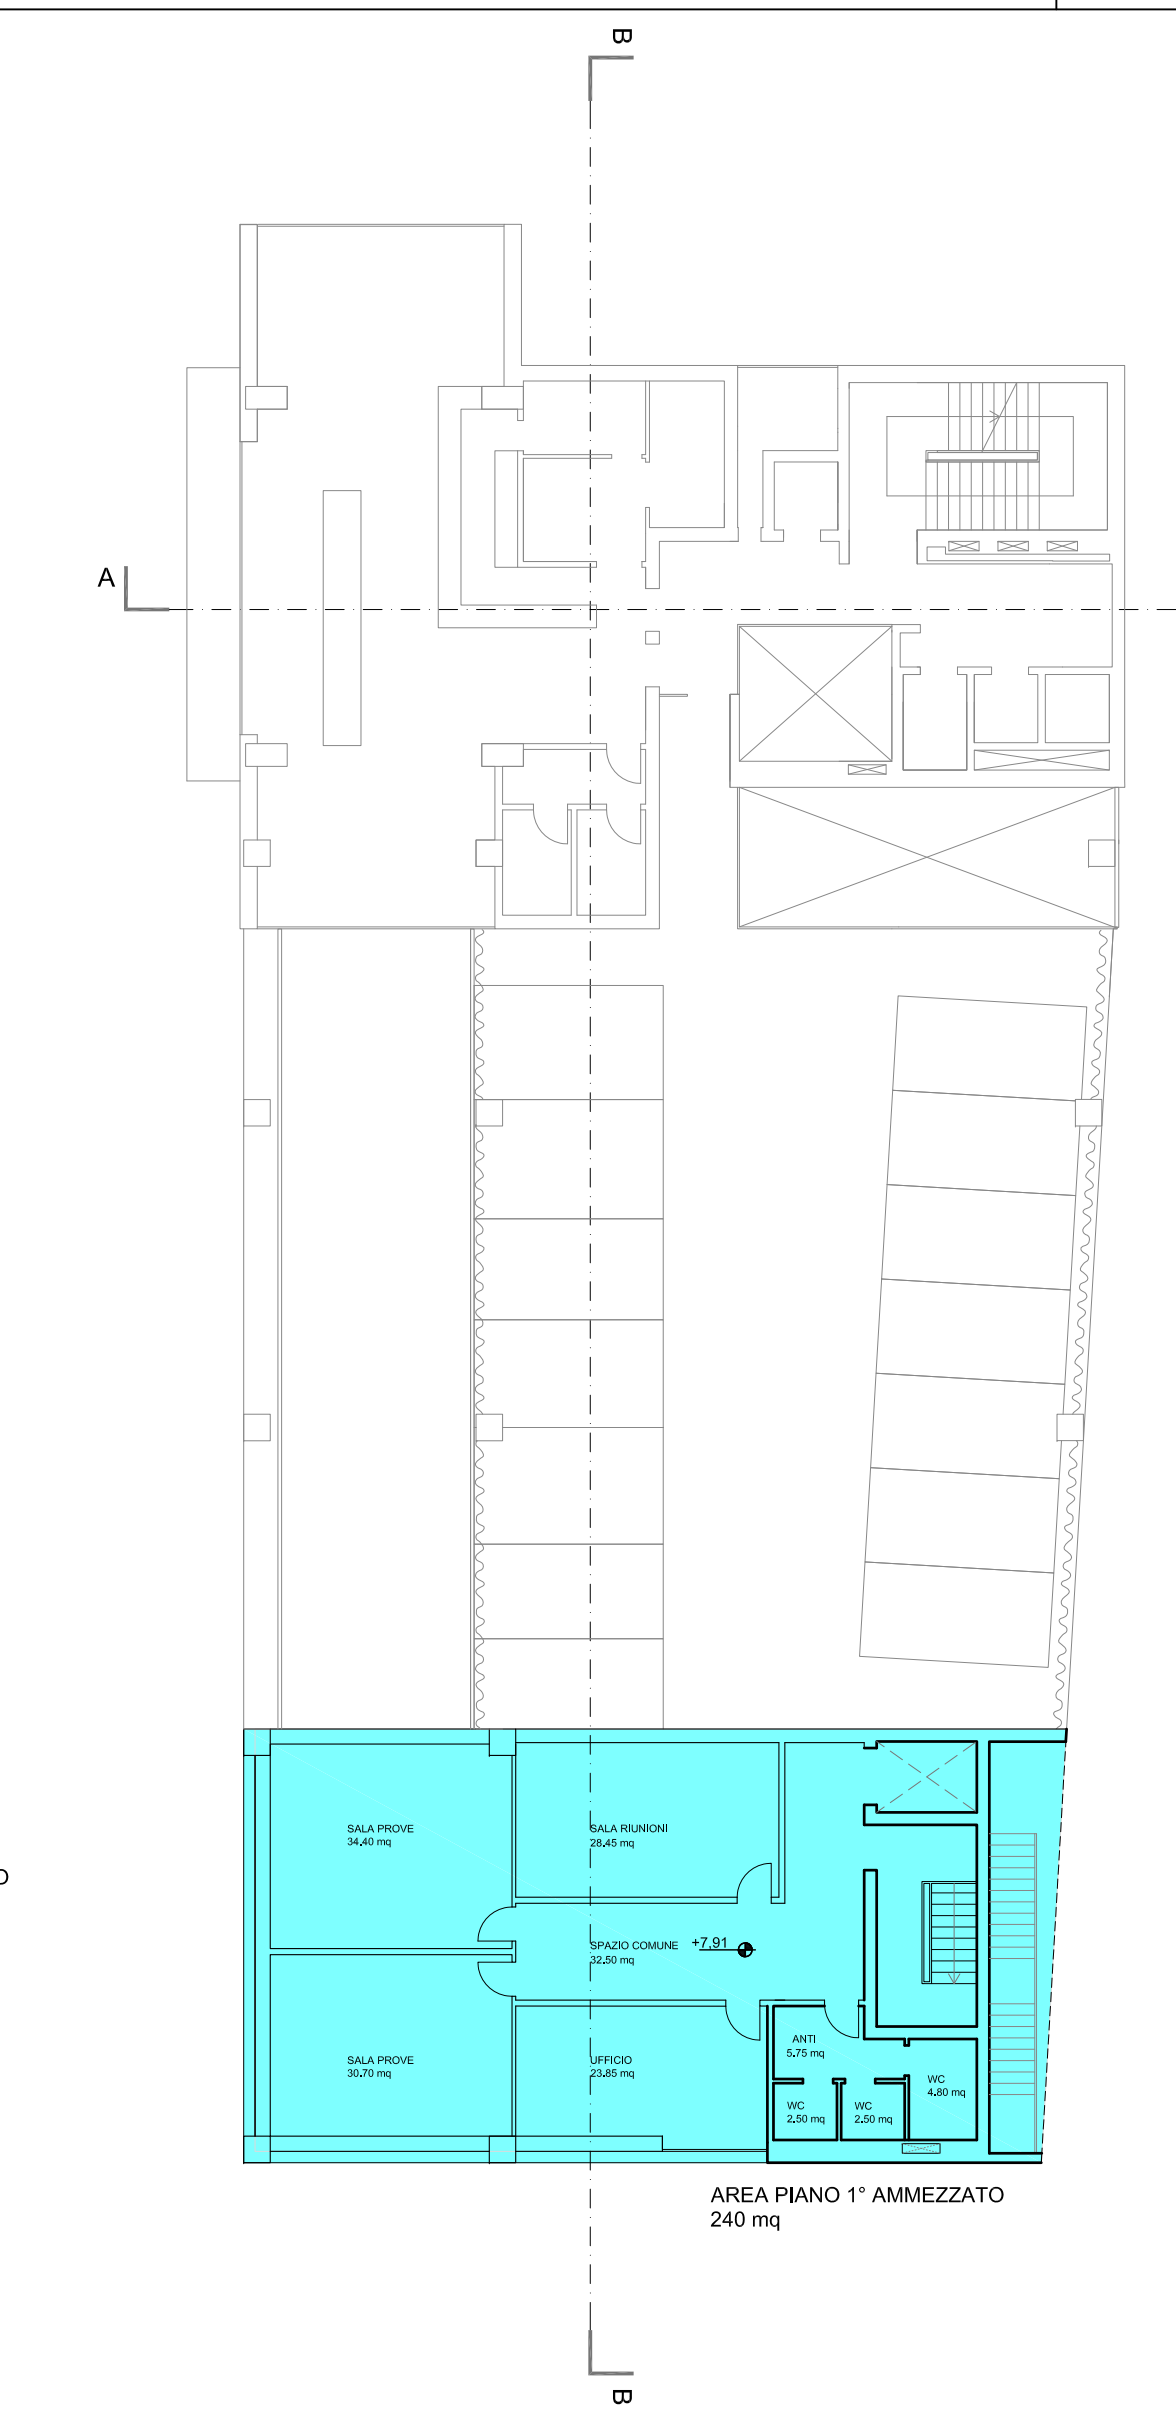 B
A
O
SALA PROVE
34.40 mq
SALA RIUNIONI
28.45 mq
SPAZIO COMUNE
32.50 mq
+7,91
SALA PROVE
30.70 mq
UFFICIO
23.85 mq
ANTI
5.75 mq
WC
4.80 mq
WC
2.50 mq
WC
2.50 mq
AREA PIANO 1° AMMEZZATO
240 mq
B